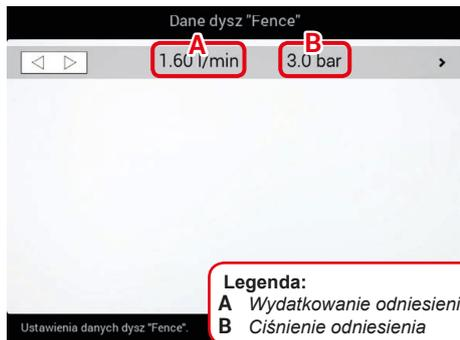 Dane dysz "Fence"
A B
1.60 l/min 3.0 bar
Legenda:
A Wydatkowanie odniesieni
B Ciśnienie odniesienia
Ustawienia danych dysz "Fence".